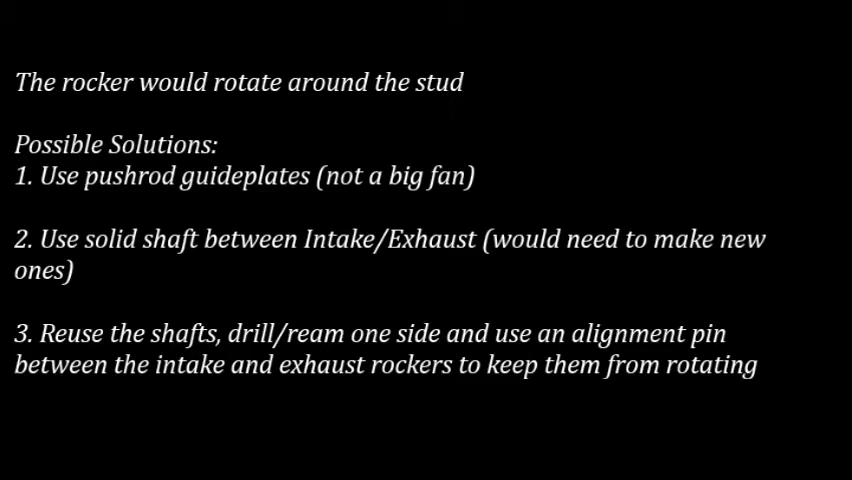 The rocker would rotate around the stud
Possible Solutions:
1. Use pushrod guideplates (not a big fan)
2. Use solid shaft between Intake/Exhaust (would need to make new
ones)
3. Reuse the shafts, drill/ream one side and use an alignment pin
between the intake and exhaust rockers to keep them from rotating